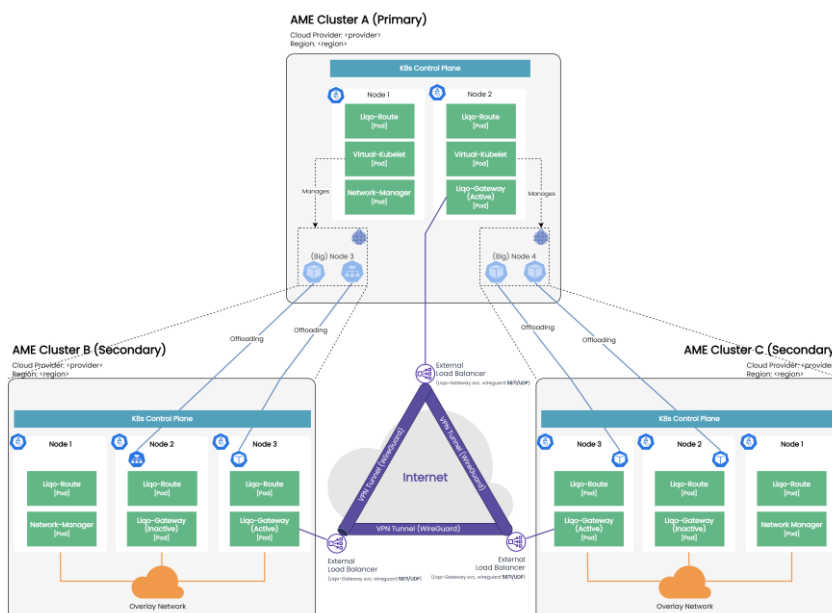 AME Cluster A (Primary)
Cloud Provider: <provider>
Region: <region>
K8s Control Plane
Node 1
Node 2
Liqo-Route
[Pod]
Liqo-Route
[Pod]
Virtual-Kubelet
[Pod]
Virtual-Kubelet
[Pod]
Manages
Manages
Network-Manager
[Pod]
Liqo-Gateway
(Active)
[Pod]
(Big) Node 3
(Big) Node 4
Offloading
Offloading
Offloading
Offloading
AME Cluster B (Secondary)
Cloud Provider: <provider>
Region: <region>
K8s Control Plane
Node 1
Node 2
Node 3
Liqo-Route
[Pod]
Liqo-Route
[Pod]
Liqo-Route
[Pod]
Network-Manager
[Pod]
Liqo-Gateway
(Inactive)
[Pod]
Liqo-Gateway
(Active)
[Pod]
Overlay Network
External
Load Balancer
(Liqo-Gateway svc, wireguard 5871/UDP)
VPN Tunnel (WireGuard)
VPN Tunnel (WireGuard)
Internet
VPN Tunnel (WireGuard)
External
Load Balancer
(Liqo-Gateway svc, wireguard 5871/UDP)
External
Load Balancer
(Liqo-Gateway svc, wireguard 5871/UDP)
AME Cluster C (Secondary
Cloud Provider: <provider>
Region: <region>
K8s Control Plane
Node 3
Node 2
Node 1
Liqo-Route
[Pod]
Liqo-Route
[Pod]
Liqo-Route
[Pod]
Liqo-Gateway
(Active)
[Pod]
Liqo-Gateway
(Inactive)
[Pod]
Network Manager
[Pod]
Overlay Network